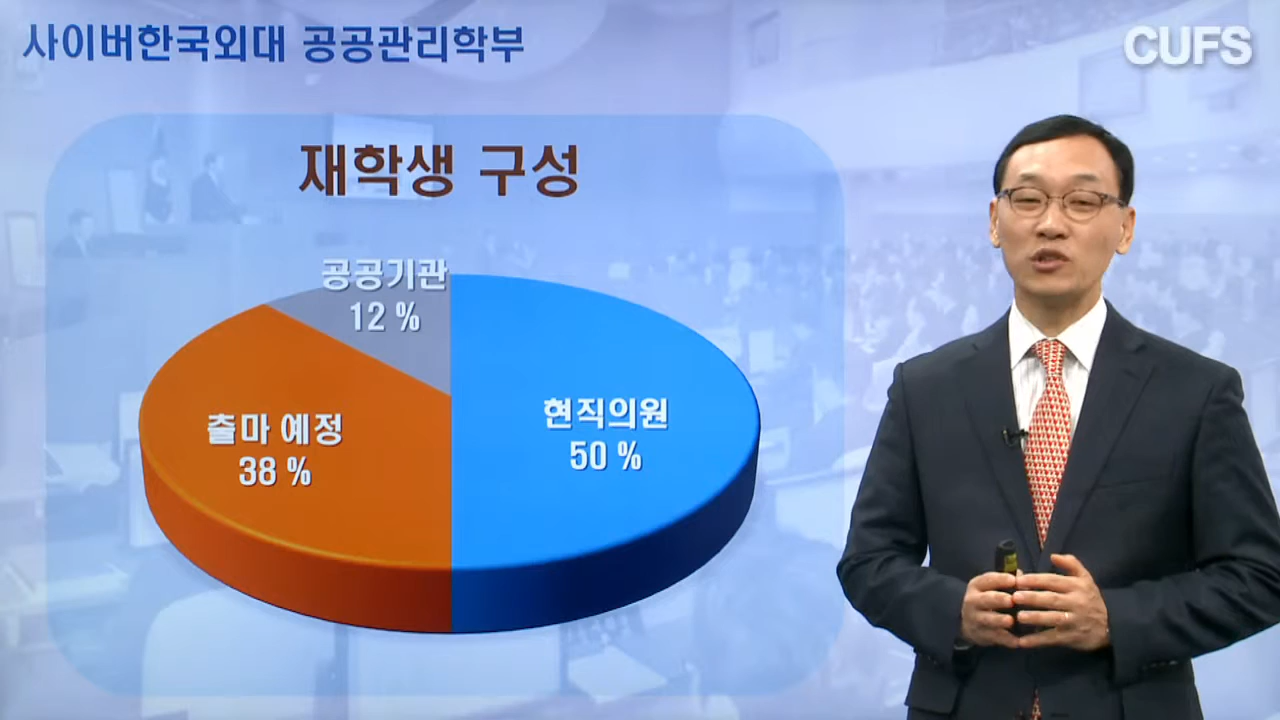 사이버한국외대 공공관리학부
CUFS
재학생 구성
공공기관
12 %
출마 예정
38 %
현직의원
50 %